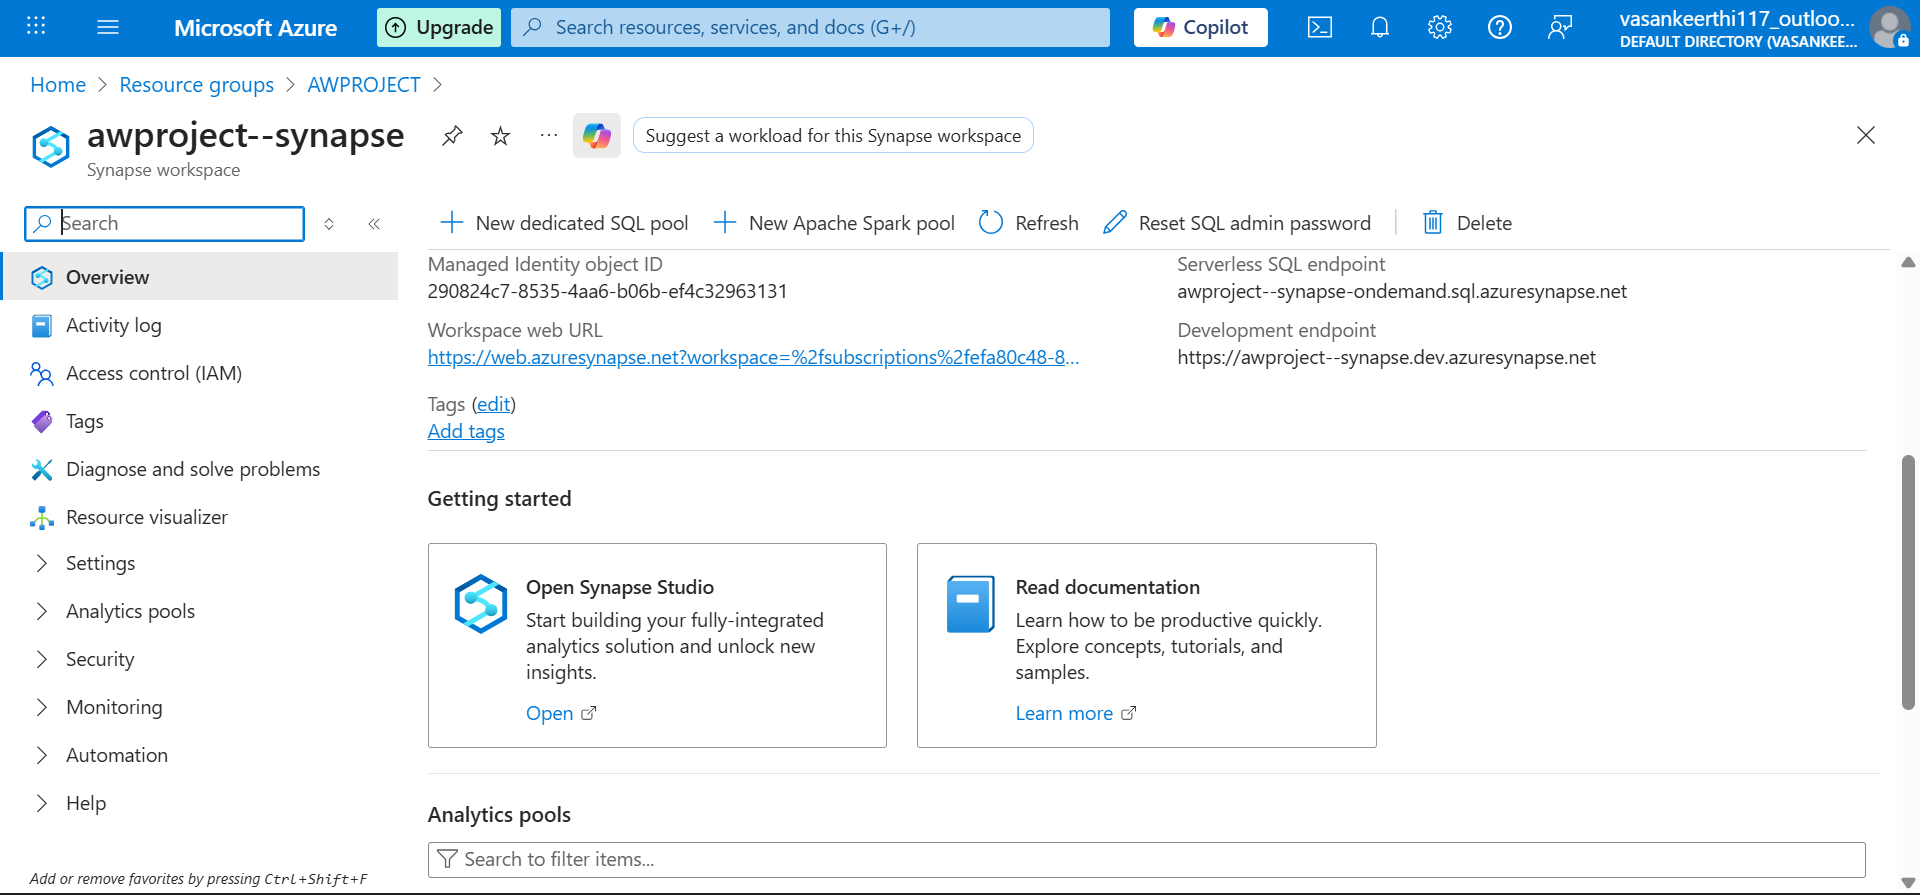 Microsoft Azure
Upgrade
Search resources, services, and docs (G+/)
Copilot
vasankeerthi117_outloo...
DEFAULT DIRECTORY (VASANKEE...
Home > Resource groups > AWPROJECT >
awproject--synapse
Synapse workspace
Suggest a workload for this Synapse workspace
Search
New dedicated SQL pool
New Apache Spark pool
Refresh
Reset SQL admin password
Delete
Overview
Activity log
Access control (IAM)
Tags
Diagnose and solve problems
Resource visualizer
Settings
Analytics pools
Security
Monitoring
Automation
Help
Add or remove favorites by pressing Ctrl+Shift+F
Managed Identity object ID
290824c7-8535-4aa6-b06b-ef4c32963131
Workspace web URL
https://web.azuresynapse.net?workspace=%2fsubscriptions%2fefa80c48-8...
Serverless SQL endpoint
awproject--synapse-ondemand.sql.azuresynapse.net
Development endpoint
https://awproject--synapse.dev.azuresynapse.net
Tags (edit)
Add tags
Getting started
Open Synapse Studio
Start building your fully-integrated
analytics solution and unlock new
insights.
Open
Read documentation
Learn how to be productive quickly.
Explore concepts, tutorials, and
samples.
Learn more
Analytics pools
Search to filter items...